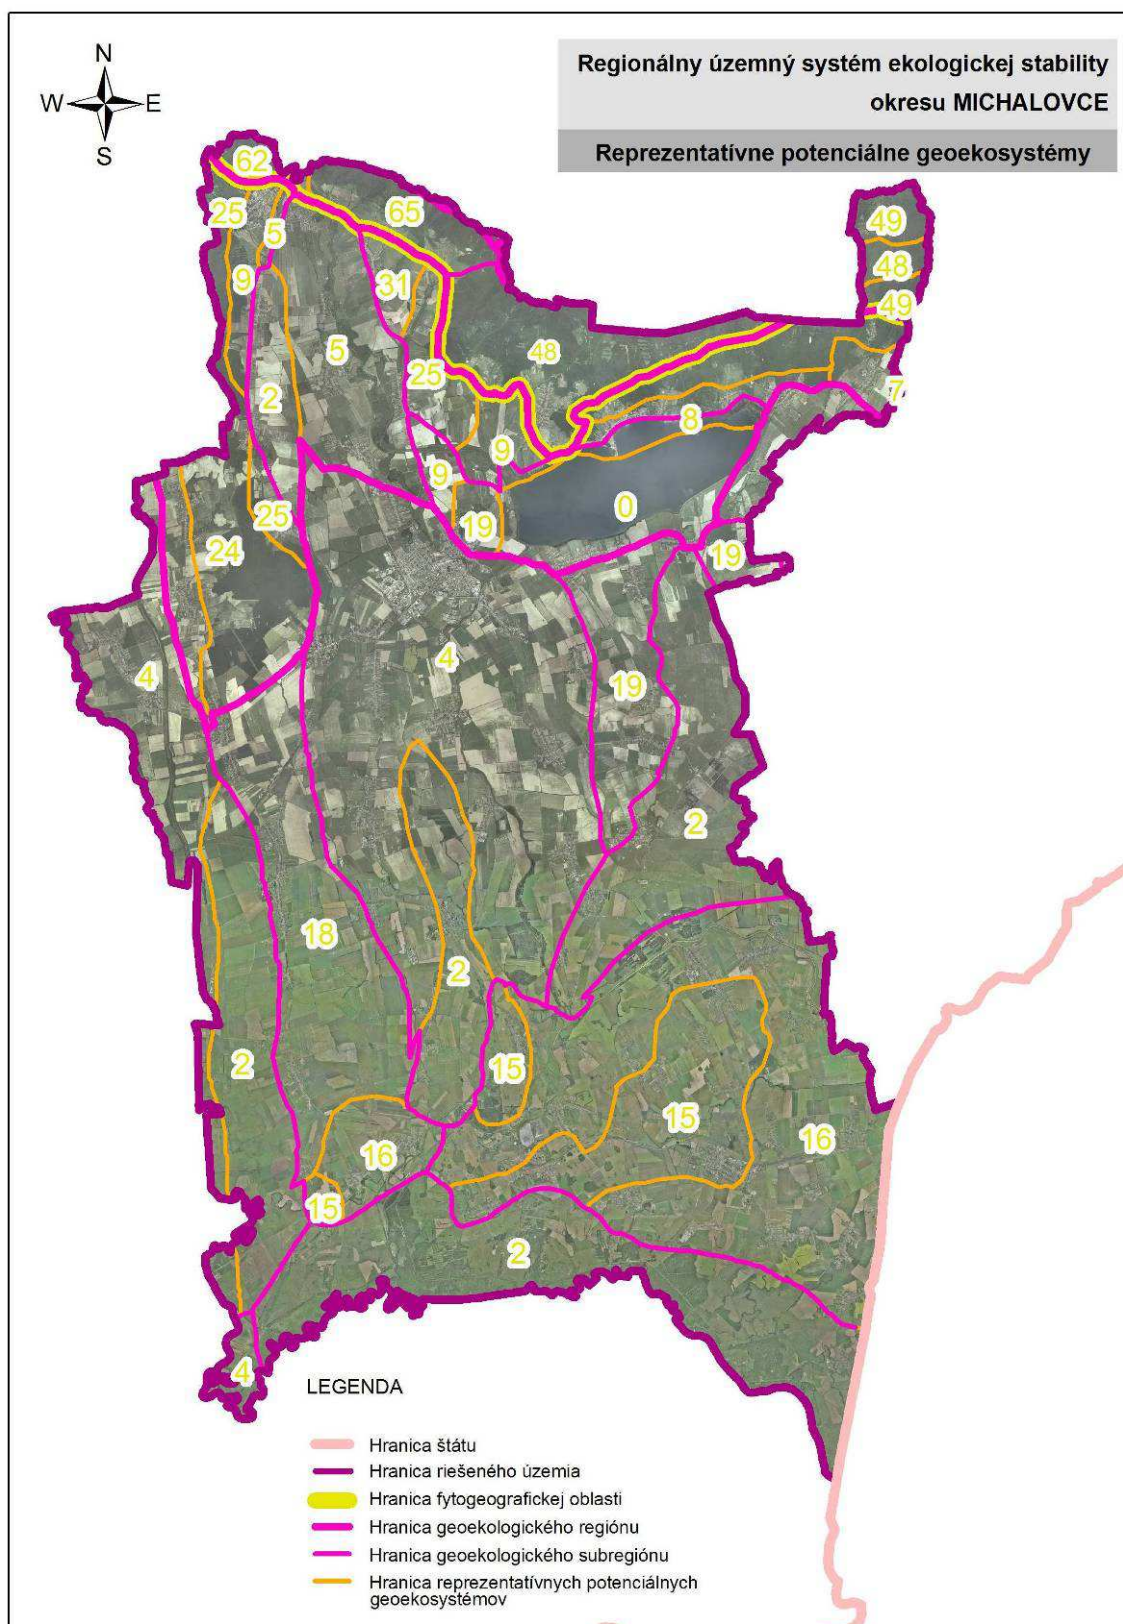 N
W E
S
Regionálny územný systém ekologickej stability
okresu MICHALOVCE
Reprezentatívne potenciálne geoekosystémy
62
25
5
65
49
9
31
48
49
5
48
2
25
7
8
9
9
25
19
0
24
19
4
4
19
2
18
2
2
15
15
16
16
15
2
4
LEGENDA
Hranica štátu
Hranica riešeného územia
Hranica fytogeografickej oblasti
Hranica geoekologického regiónu
Hranica geoekologického subregiónu
Hranica reprezentatívnych potenciálnych
geoekosystémov